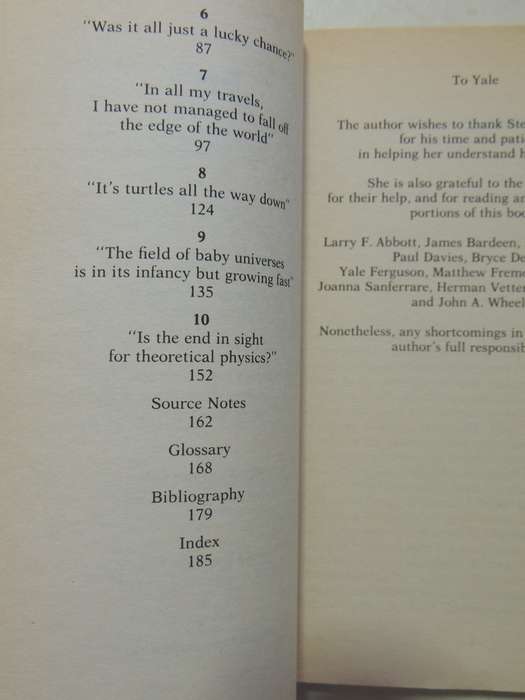 6
"Was it all just a lucky chance?"
87
7
"In all my travels,
I have not managed to fall off
the edge of the world"
97
8
"It's turtles all the way down"
124
9
"The field of baby universes
is in its infancy but growing fast"
135
10
"Is the end in sight
for theoretical physics?"
152
Source Notes
162
Glossary
168
Bibliography
179
Index
185
To Yale
The author wishes to thank Ste
for his time and pati
in helping her understand h
She is also grateful to the
for their help, and for reading an
portions of this boo
Larry F. Abbott, James Bardeen,
Paul Davies, Bryce De
Yale Ferguson, Matthew Freme
Joanna Sanferrare, Herman Vetter
and John A. Wheel
Nonetheless, any shortcomings in
author's full responsib